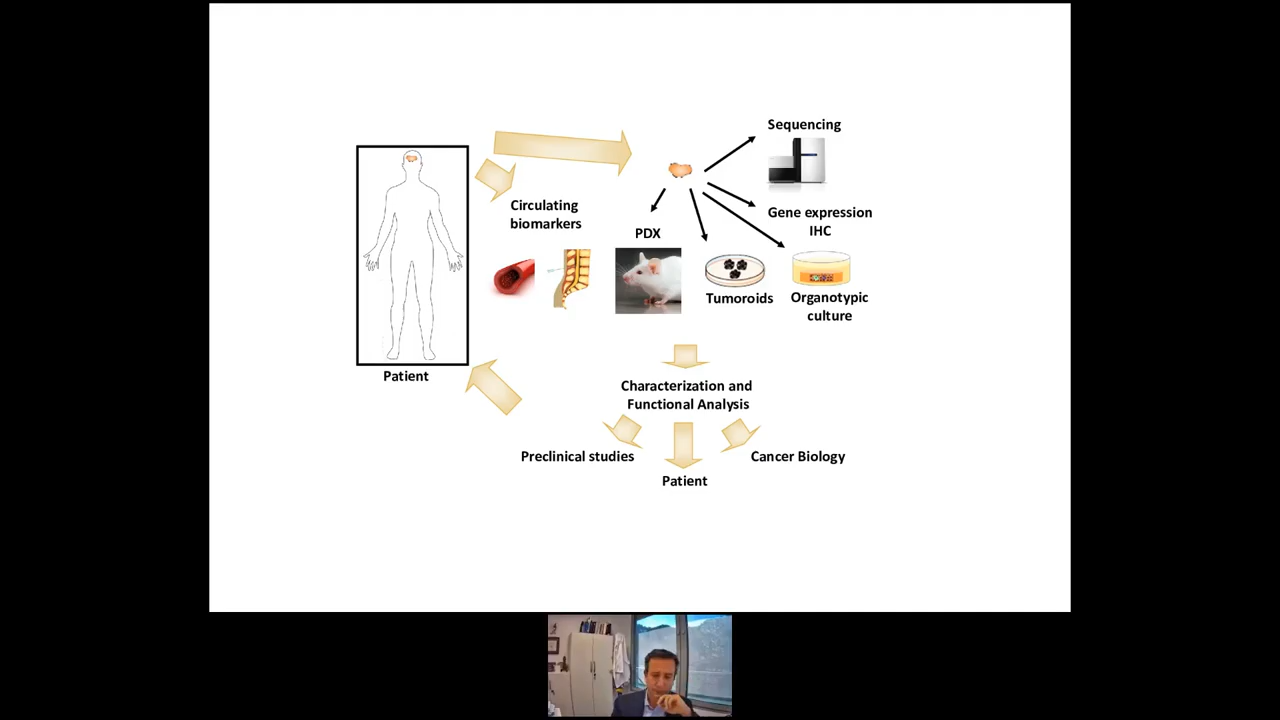 Sequencing
Circulating
biomarkers
PDX
Gene expression
IHC
Tumoroids
Organotypic
culture
Patient
Characterization and
Functional Analysis
Preclinical studies
Cancer Biology
Patient